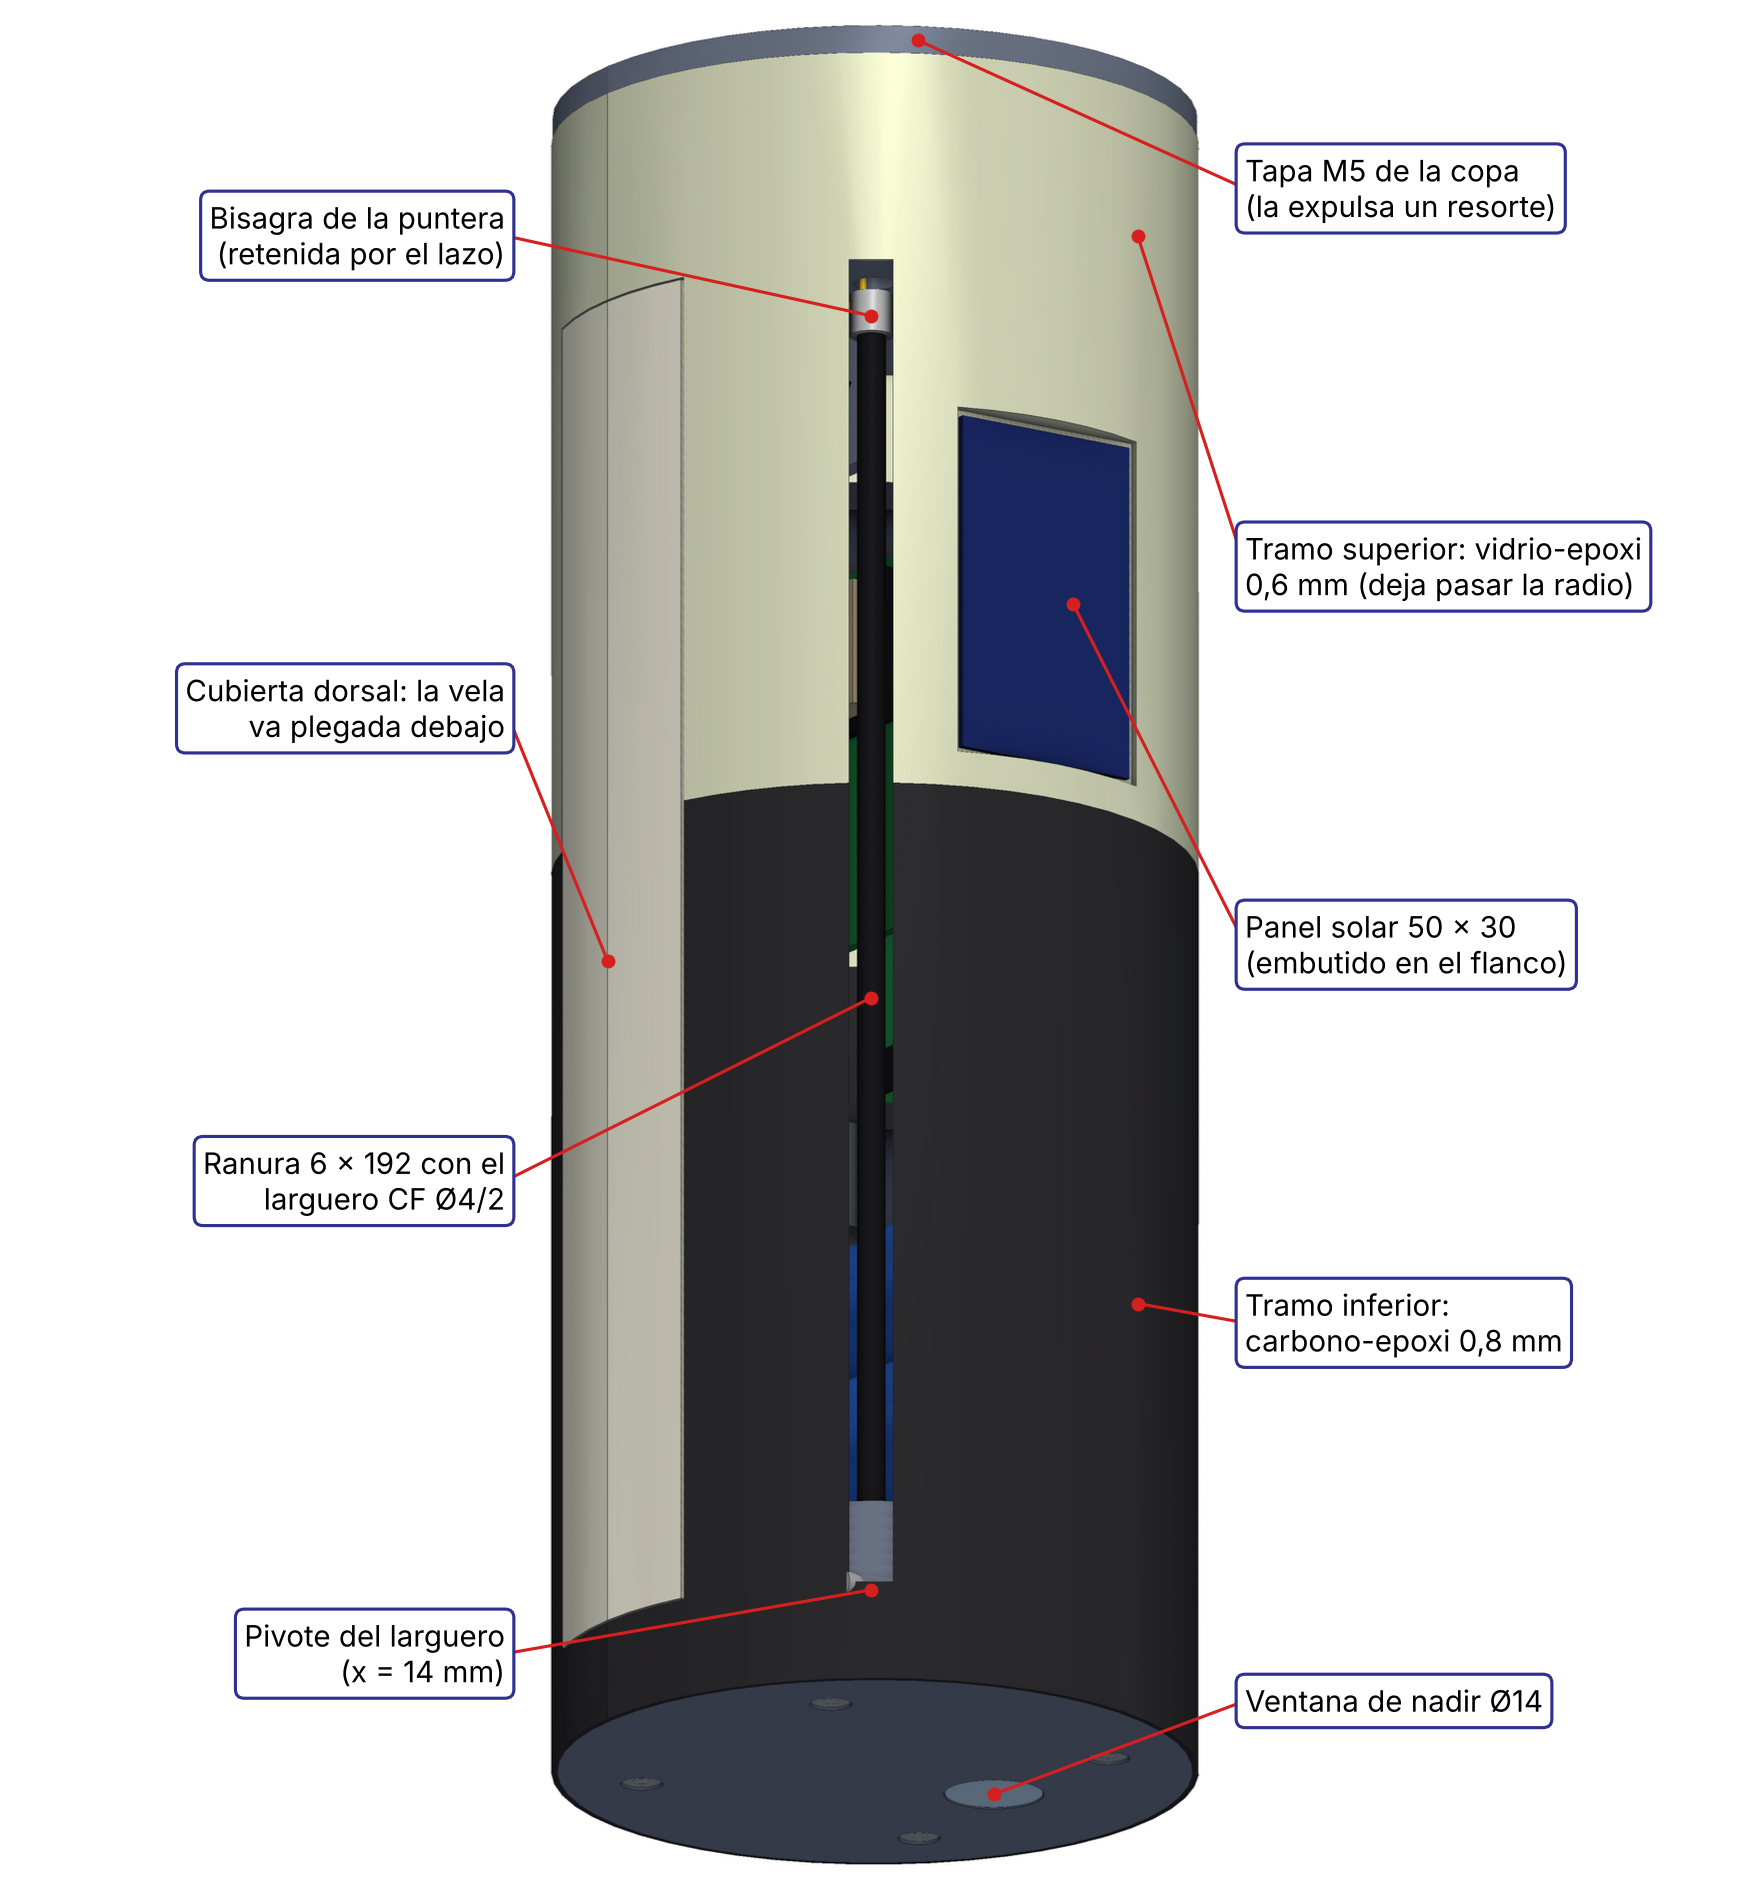 Tapa M5 de la copa
(la expulsa un resorte)
Bisagra de la puntera
(retenida por el lazo)
Tramo superior: vidrio-epoxi
0,6 mm (deja pasar la radio)
Cubierta dorsal: la vela
va plegada debajo
Panel solar 50 × 30
(embutido en el flanco)
Ranura 6 × 192 con el
larguero CF Ø4/2
Tramo inferior:
carbono-epoxi 0,8 mm
Pivote del larguero
(x = 14 mm)
Ventana de nadir Ø14